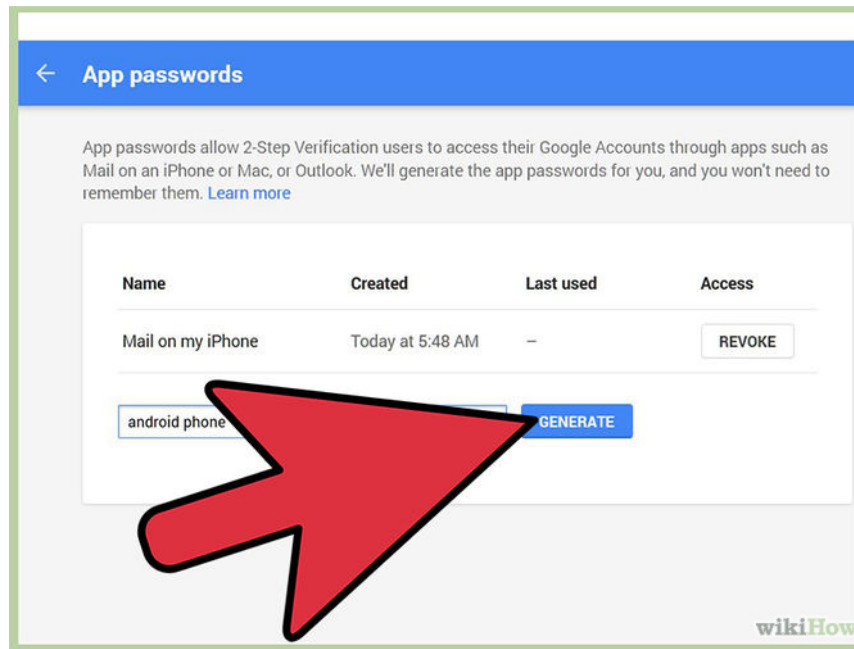 App passwords
App passwords allow 2-Step Verification users to access their Google Accounts through apps such as
Mail on an iPhone or Mac, or Outlook. We'll generate the app passwords for you, and you won't need to
remember them. Learn more
Name Created Last used Access
Mail on my iPhone Today at 5:48 AM – REVOKE
android phone GENERATE
wikiHow